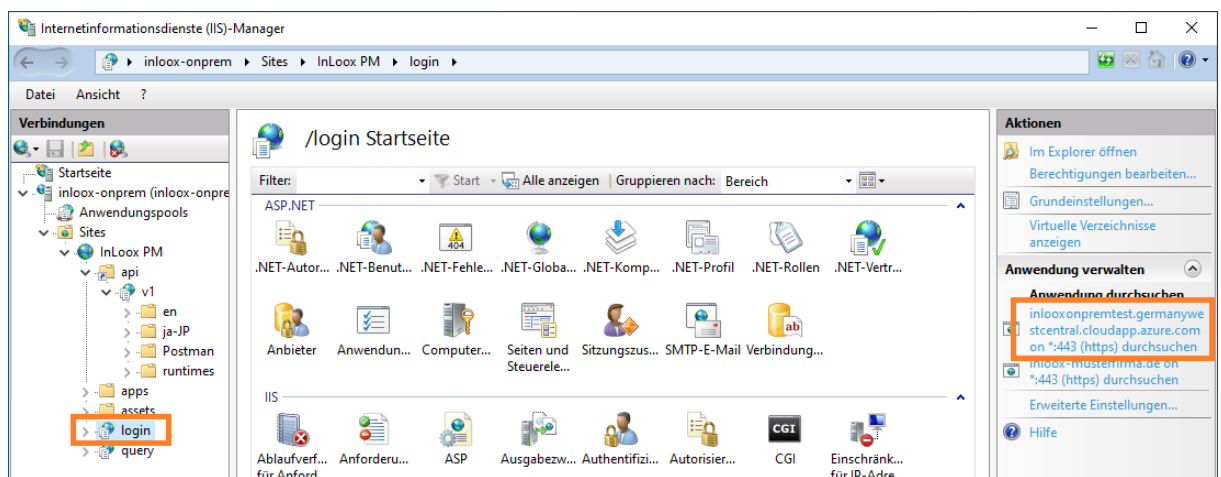 Internetinformationsdienste (IIS)-Manager
inloox-onprem Sites InLoox PM login
Datei Ansicht ?
Verbindungen
Startseite
inloox-onprem (inloox-onpre
Anwendungspools
Sites
InLoox PM
api
v1
en
ja-JP
Postman
runtimes
apps
assets
login
query
/login Startseite
Filter: Start Alle anzeigen Gruppieren nach: Bereich
ASP.NET
404
.NET-Autor... .NET-Benut... .NET-Fehle... .NET-Globa... .NET-Komp... .NET-Profil .NET-Rollen .NET-Vertr...
ab
Anbieter Anwendun... Computer... Seiten und Sitzungszus... SMTP-E-Mail Verbindung...
Steuerele...
IIS
CGI
Ablaufverf... Anforderu... ASP Ausgabezw... Authentifizi... Autorisier... CGI Einschränk...
für Anford... für IP-Adre...
Aktionen
Im Explorer öffnen
Berechtigungen bearbeiten...
Grundeinstellungen...
Virtuelle Verzeichnisse
anzeigen
Anwendung verwalten
Anwendung durchsuchen
inlooxonpremtest.germanywe
stcentral.cloudapp.azure.com
on *:443 (https) durchsuchen
inloox-musterfirma.de on
*:443 (https) durchsuchen
Erweiterte Einstellungen...
Hilfe